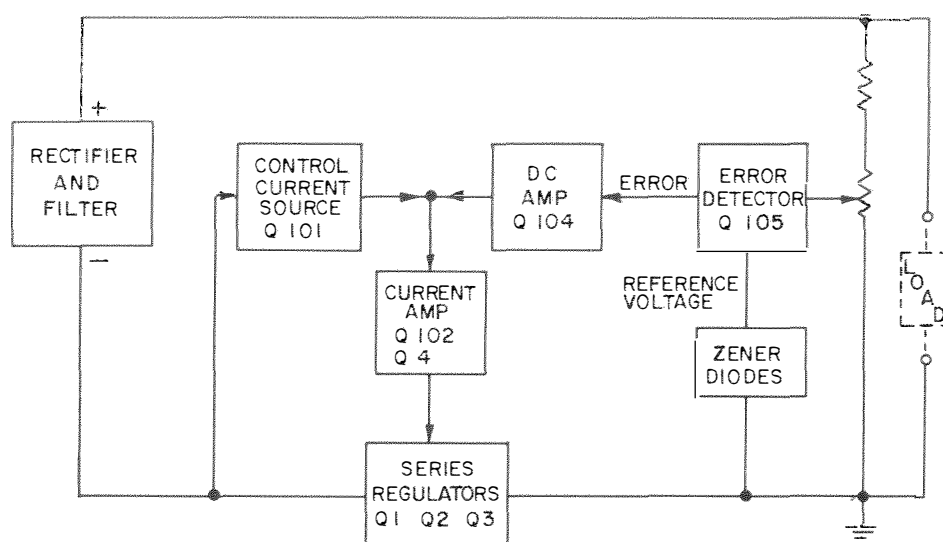 +
RECTIFIER
AND
FILTER
–
CONTROL
CURRENT
SOURCE
Q 101
DC
AMP
Q 104
ERROR
ERROR
DETECTOR
Q 105
CURRENT
AMP
Q 102
Q 4
REFERENCE
VOLTAGE
ZENER
DIODES
LOAD
SERIES
REGULATORS
Q1 Q2 Q3